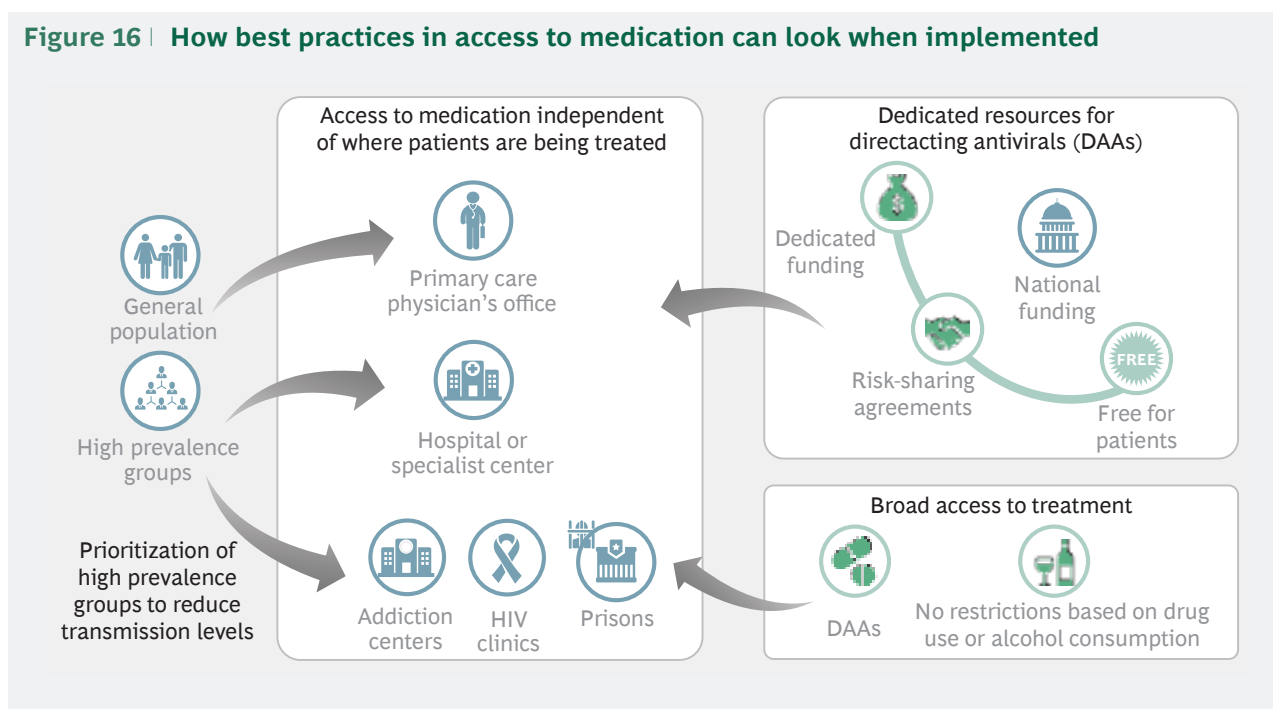 Figure 16 | How best practices in access to medication can look when implemented
General
population
High prevalence
groups
Prioritization of
high prevalence
groups to reduce
transmission levels
Access to medication independent
of where patients are being treated
Primary care
physician’s office
Hospital or
specialist center
Addiction
centers
HIV
clinics
Prisons
Dedicated resources for
directacting antivirals (DAAs)
$
Dedicated
funding
National
funding
Risk-sharing
agreements
FREE
Free for
patients
Broad access to treatment
DAAs
No restrictions based on drug
use or alcohol consumption